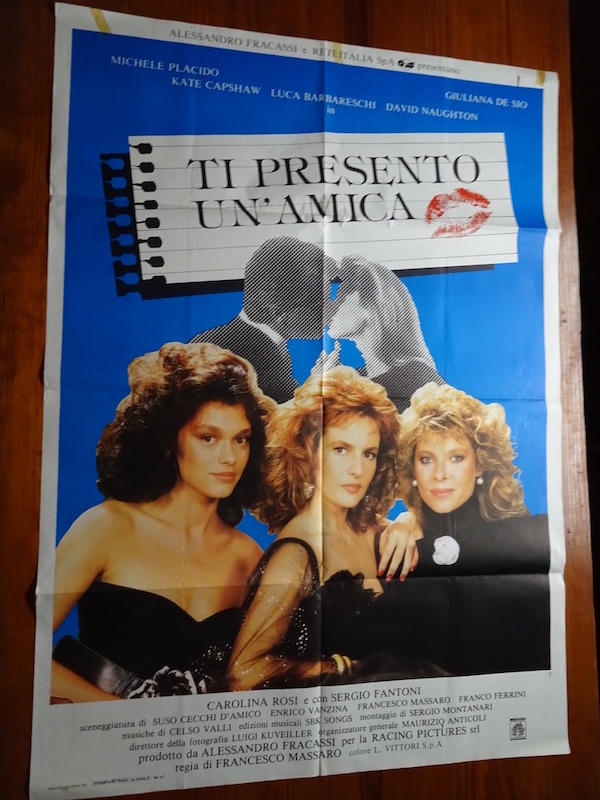 ALESSANDRO FRACASSI e RETEITALIA SpA presentano
MICHELE PLACIDO
KATE CAPSHAW LUCA BARBARESCHI DAVID NAUGHTON GIULIANA DE SIO
in
TI PRESENTO
UN'AMICA
CAROLINA ROSI e con SERGIO FANTONI
sceneggiatura di SUSO CECCHI D'AMICO ENRICO VANZINA FRANCESCO MASSARO FRANCO FERRINI
musiche di CELSO VALLI edizioni musicali SBK SONGS montaggio di SERGIO MONTANARI
direttore della fotografia LUIGI KUVEILLER organizzatore generale MAURIZIO ANTICOLI
prodotto da ALESSANDRO FRACASSI per la RACING PICTURES srl
regia di FRANCESCO MASSARO colore L. VITTORI S.p.A.